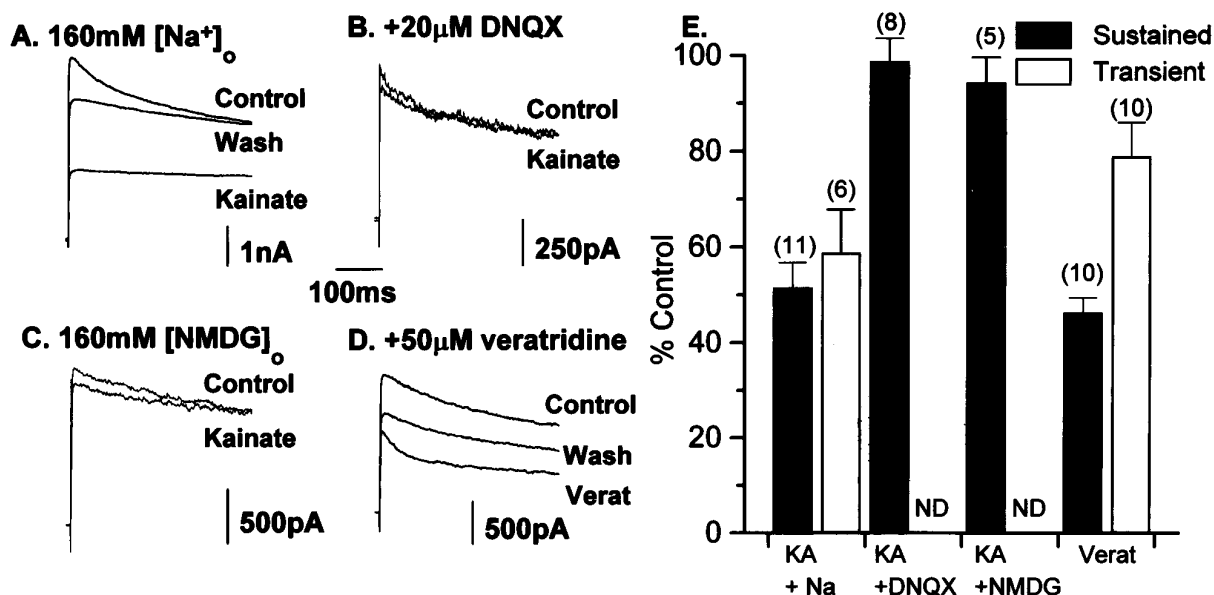 A. 160mM [Na+]o
Control
Wash
Kainate
1nA
B. +20μM DNQX
Control
Kainate
250pA
100ms
C. 160mM [NMDG]o
Control
Kainate
500pA
D. +50μM veratridine
Control
Wash
Verat
500pA
E.
Sustained
Transient
% Control
100
80
60
40
20
0
(11)
(6)
(8)
(5)
(10)
(10)
ND
ND
KA KA KA Verat
+ Na +DNQX +NMDG